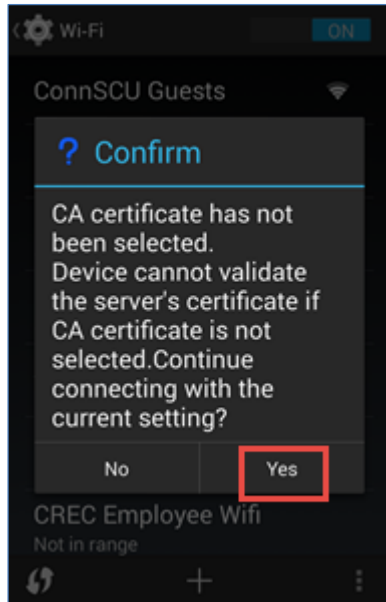 Wi-Fi
ON
ConnSCU Guests
? Confirm
CA certificate has not
been selected.
Device cannot validate
the server's certificate if
CA certificate is not
selected.Continue
connecting with the
current setting?
No
Yes
CREC Employee Wifi
Not in range